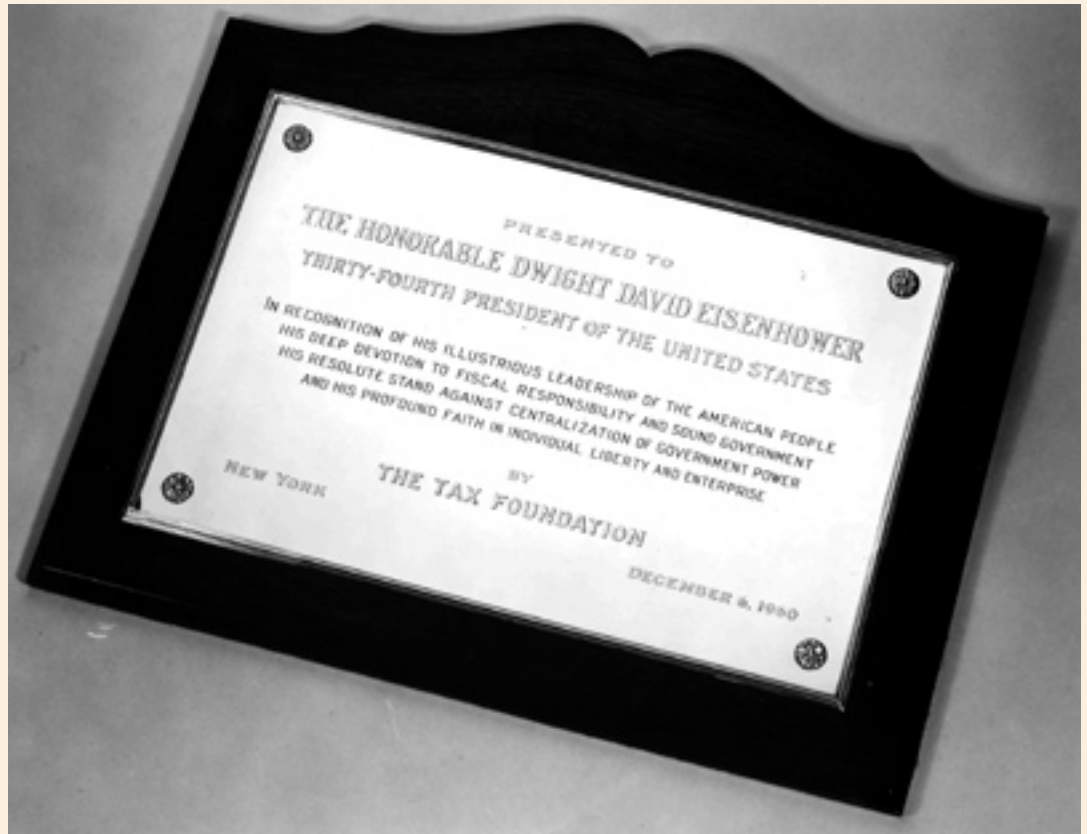 PRESENTED TO
THE HONORABLE DWIGHT DAVID EISENHOWER
THIRTY-FOURTH PRESIDENT OF THE UNITED STATES
IN RECOGNITION OF HIS ILLUSTRIOUS LEADERSHIP OF THE AMERICAN PEOPLE
HIS DEEP DEVOTION TO FISCAL RESPONSIBILITY AND SOUND GOVERNMENT
HIS RESOLUTE STAND AGAINST CENTRALIZATION OF GOVERNMENT POWER
AND HIS PROFOUND FAITH IN INDIVIDUAL LIBERTY AND ENTERPRISE
BY
THE TAX FOUNDATION
NEW YORK
DECEMBER 6, 1960